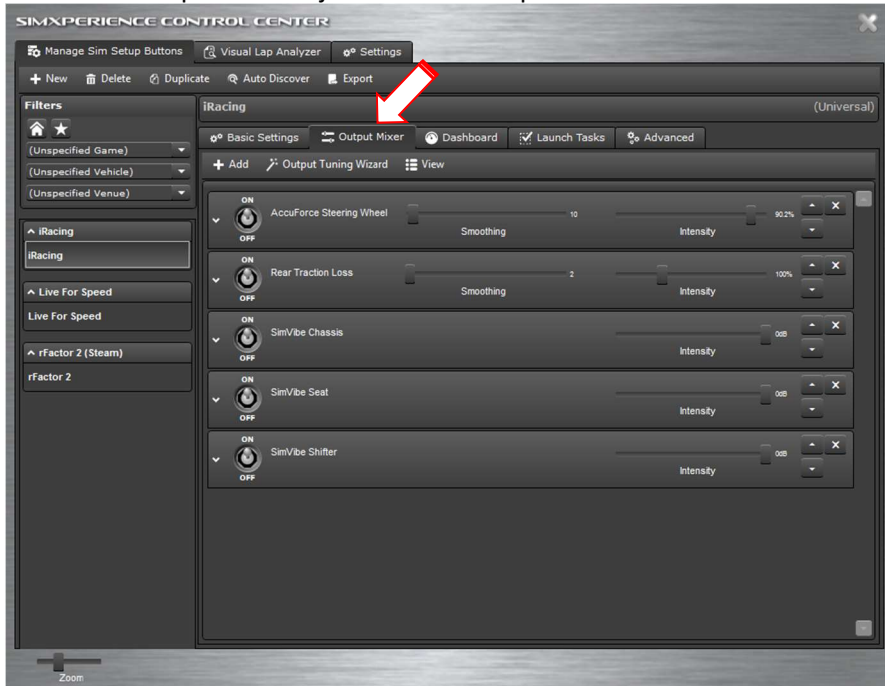 SIMXPERIENCE CONTROL CENTER
Manage Sim Setup Buttons Visual Lap Analyzer Settings
New Delete Duplicate Auto Discover Export
Filters
(Unspecified Game)
(Unspecified Vehicle)
(Unspecified Venue)
iRacing
iRacing
Live For Speed
Live For Speed
rFactor 2 (Steam)
rFactor 2
iRacing (Universal)
Basic Settings Output Mixer Dashboard Launch Tasks Advanced
Add Output Tuning Wizard View
ON
AccuForce Steering Wheel 10 90.2%
Smoothing Intensity
OFF
ON
Rear Traction Loss 2 100%
Smoothing Intensity
OFF
ON
SimVibe Chassis 0dB
Intensity
OFF
ON
SimVibe Seat 0dB
Intensity
OFF
ON
SimVibe Shifter 0dB
Intensity
OFF
Zoom